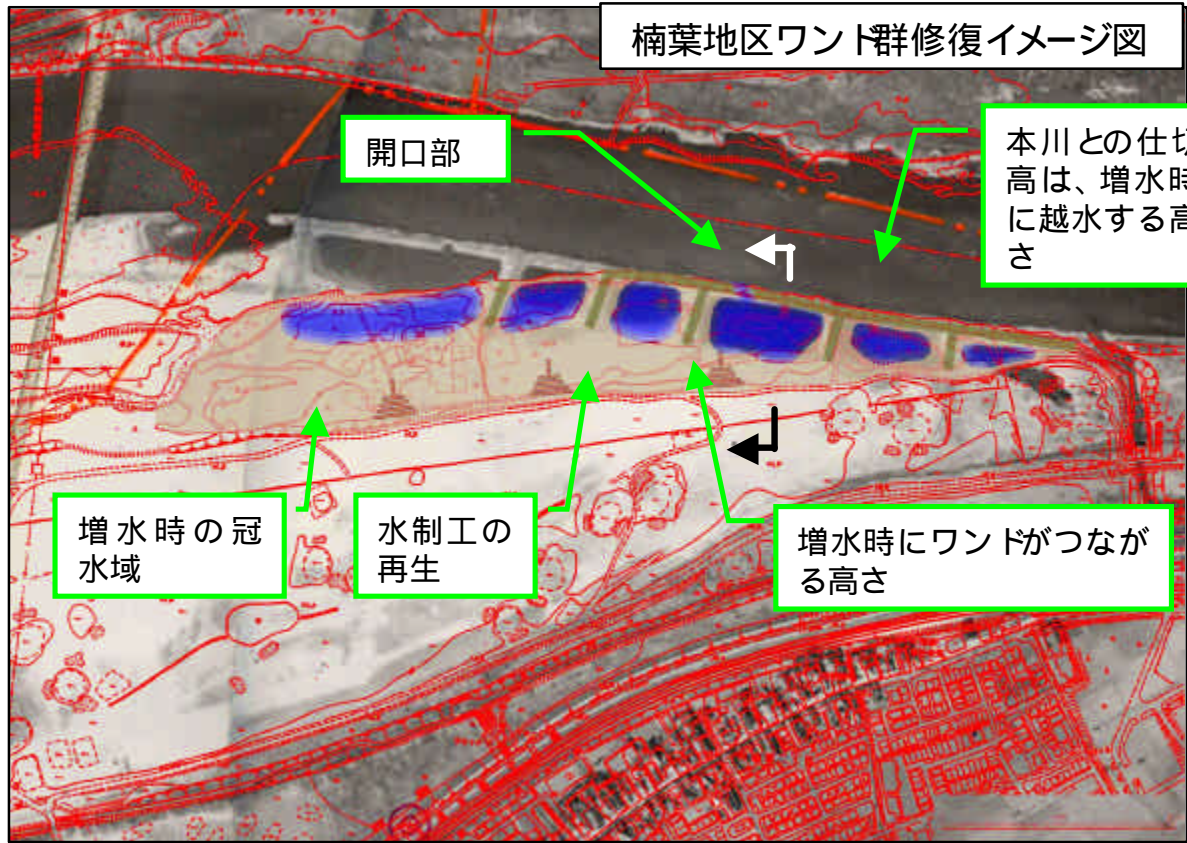 楠葉地区ワンド群修復イメージ図
開口部
本川との仕切
高は、増水時
に越水する高
さ
増水時の冠
水域
水制工の
再生
増水時にワンドがつなが
る高さ